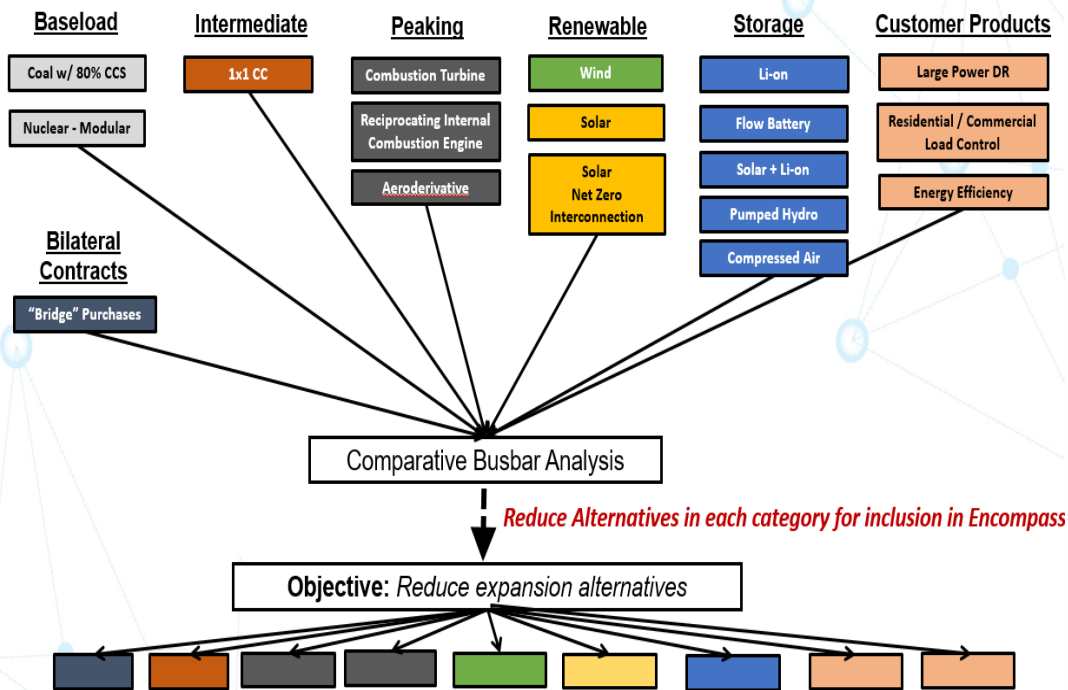 Baseload
Coal w/ 80% CCS
Nuclear - Modular
Bilateral
Contracts
“Bridge” Purchases
Intermediate
1x1 CC
Peaking
Combustion Turbine
Reciprocating Internal
Combustion Engine
Aeroderivative
Renewable
Wind
Solar
Solar
Net Zero
Interconnection
Storage
Li-on
Flow Battery
Solar + Li-on
Pumped Hydro
Compressed Air
Customer Products
Large Power DR
Residential / Commercial
Load Control
Energy Efficiency
Comparative Busbar Analysis
Reduce Alternatives in each category for inclusion in Encompass
Objective: Reduce expansion alternatives